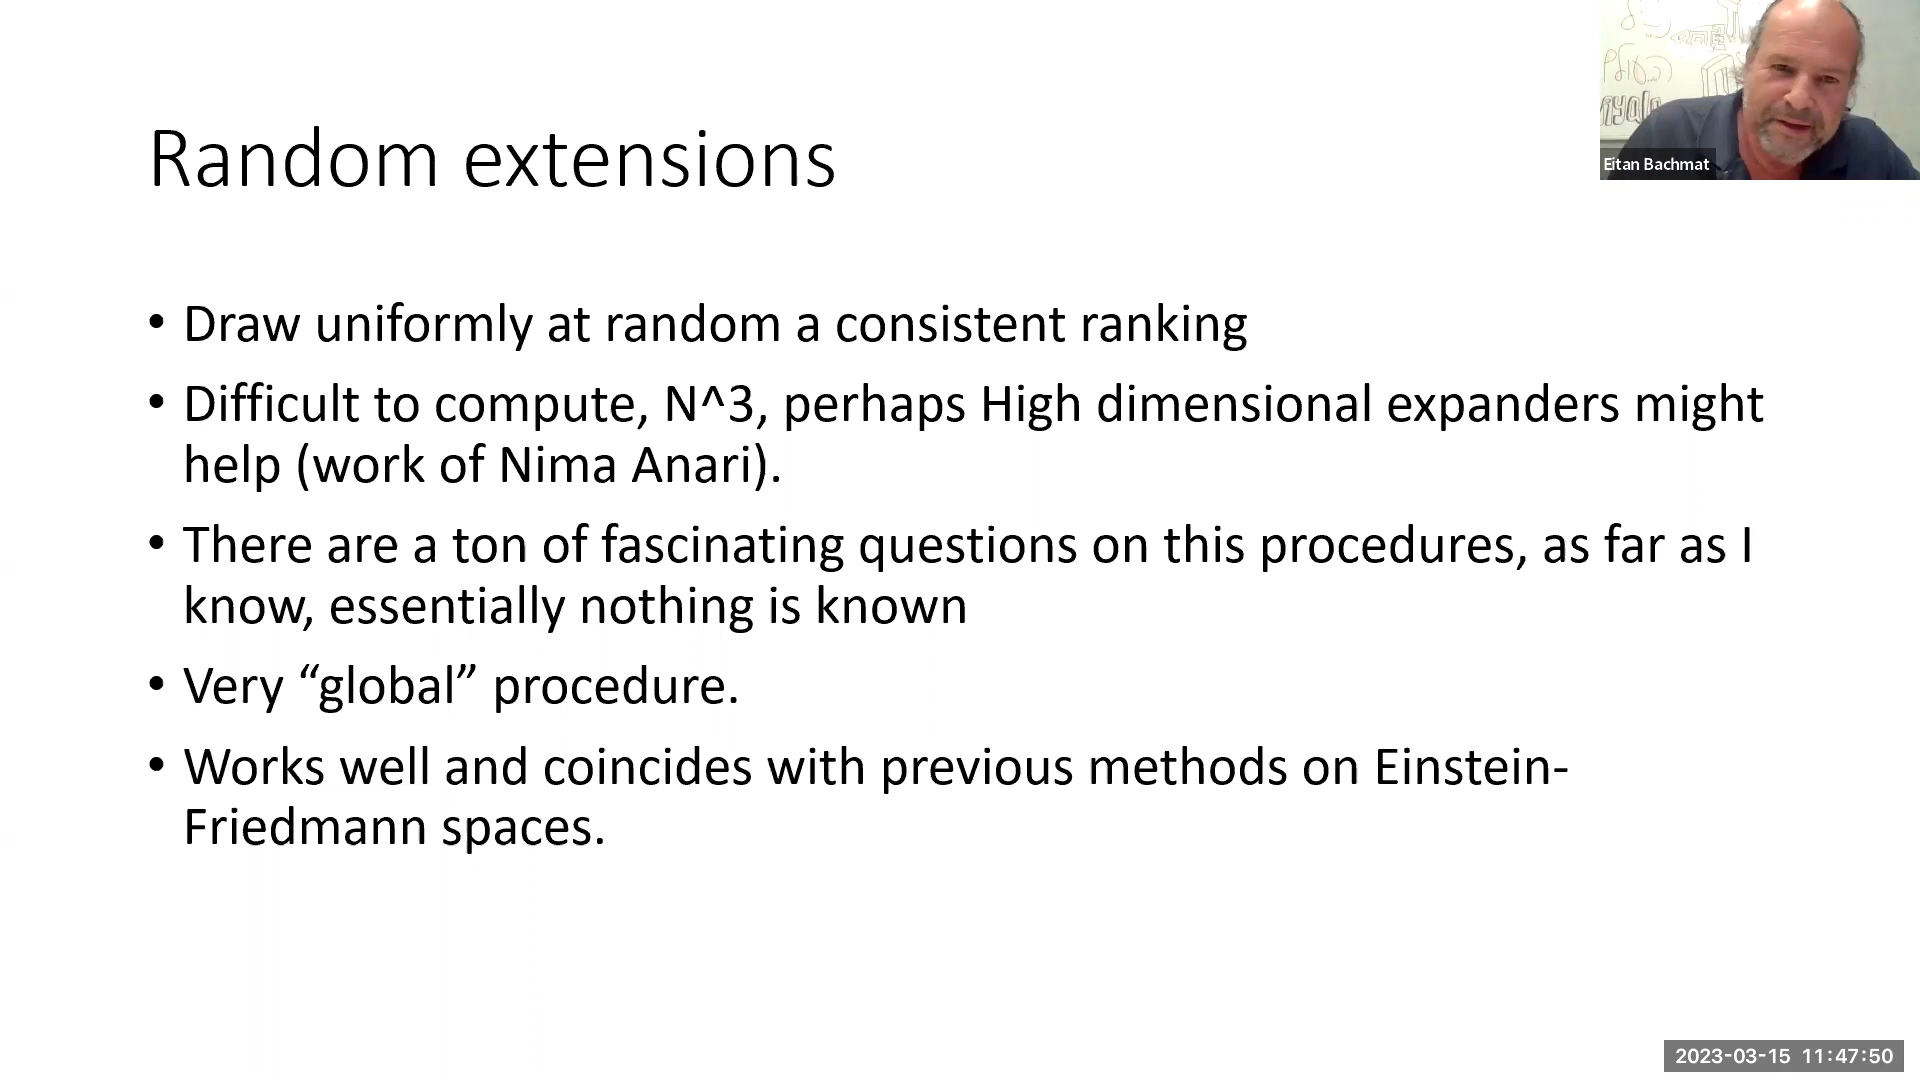 Random extensions
Eitan Bachmat
• Draw uniformly at random a consistent ranking
• Difficult to compute, N^3, perhaps High dimensional expanders might
help (work of Nima Anari).
• There are a ton of fascinating questions on this procedures, as far as I
know, essentially nothing is known
• Very “global” procedure.
• Works well and coincides with previous methods on Einstein-
Friedmann spaces.
2023-03-15 11:47:50